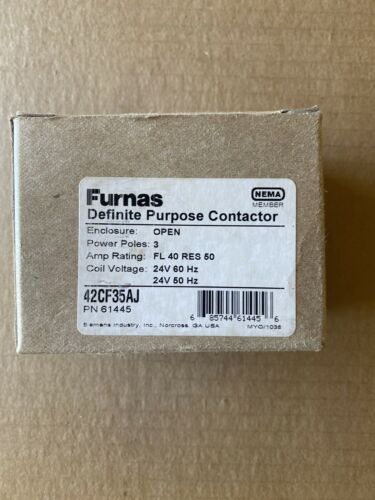 Furnas
NEMA
MEMBER
Definite Purpose Contactor
Enclosure: OPEN
Power Poles: 3
Amp Rating: FL 40 RES 50
Coil Voltage: 24V 60 Hz
24V 50 Hz
42CF35AJ
PN 61445
6 85744 61445 6
Siemens Industry, Inc., Norcross, GA USA
MYO/1036